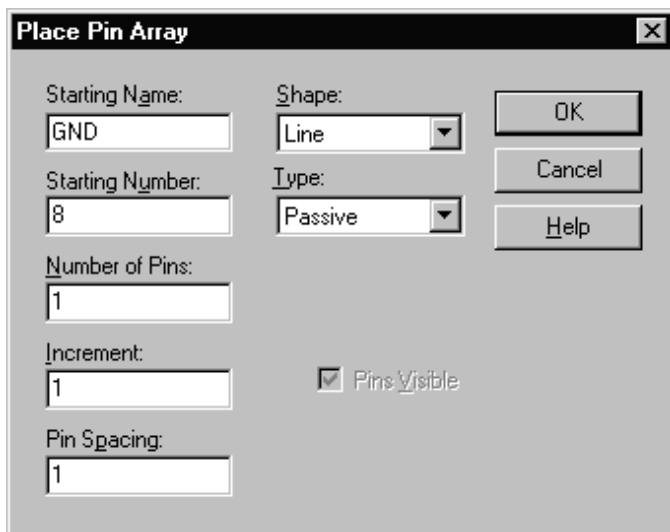 Place Pin Array
Starting Name:
GND
Starting Number:
8
Number of Pins:
1
Increment:
1
Pin Spacing:
1
Shape:
Line
Type:
Passive
Pins Visible
OK
Cancel
Help